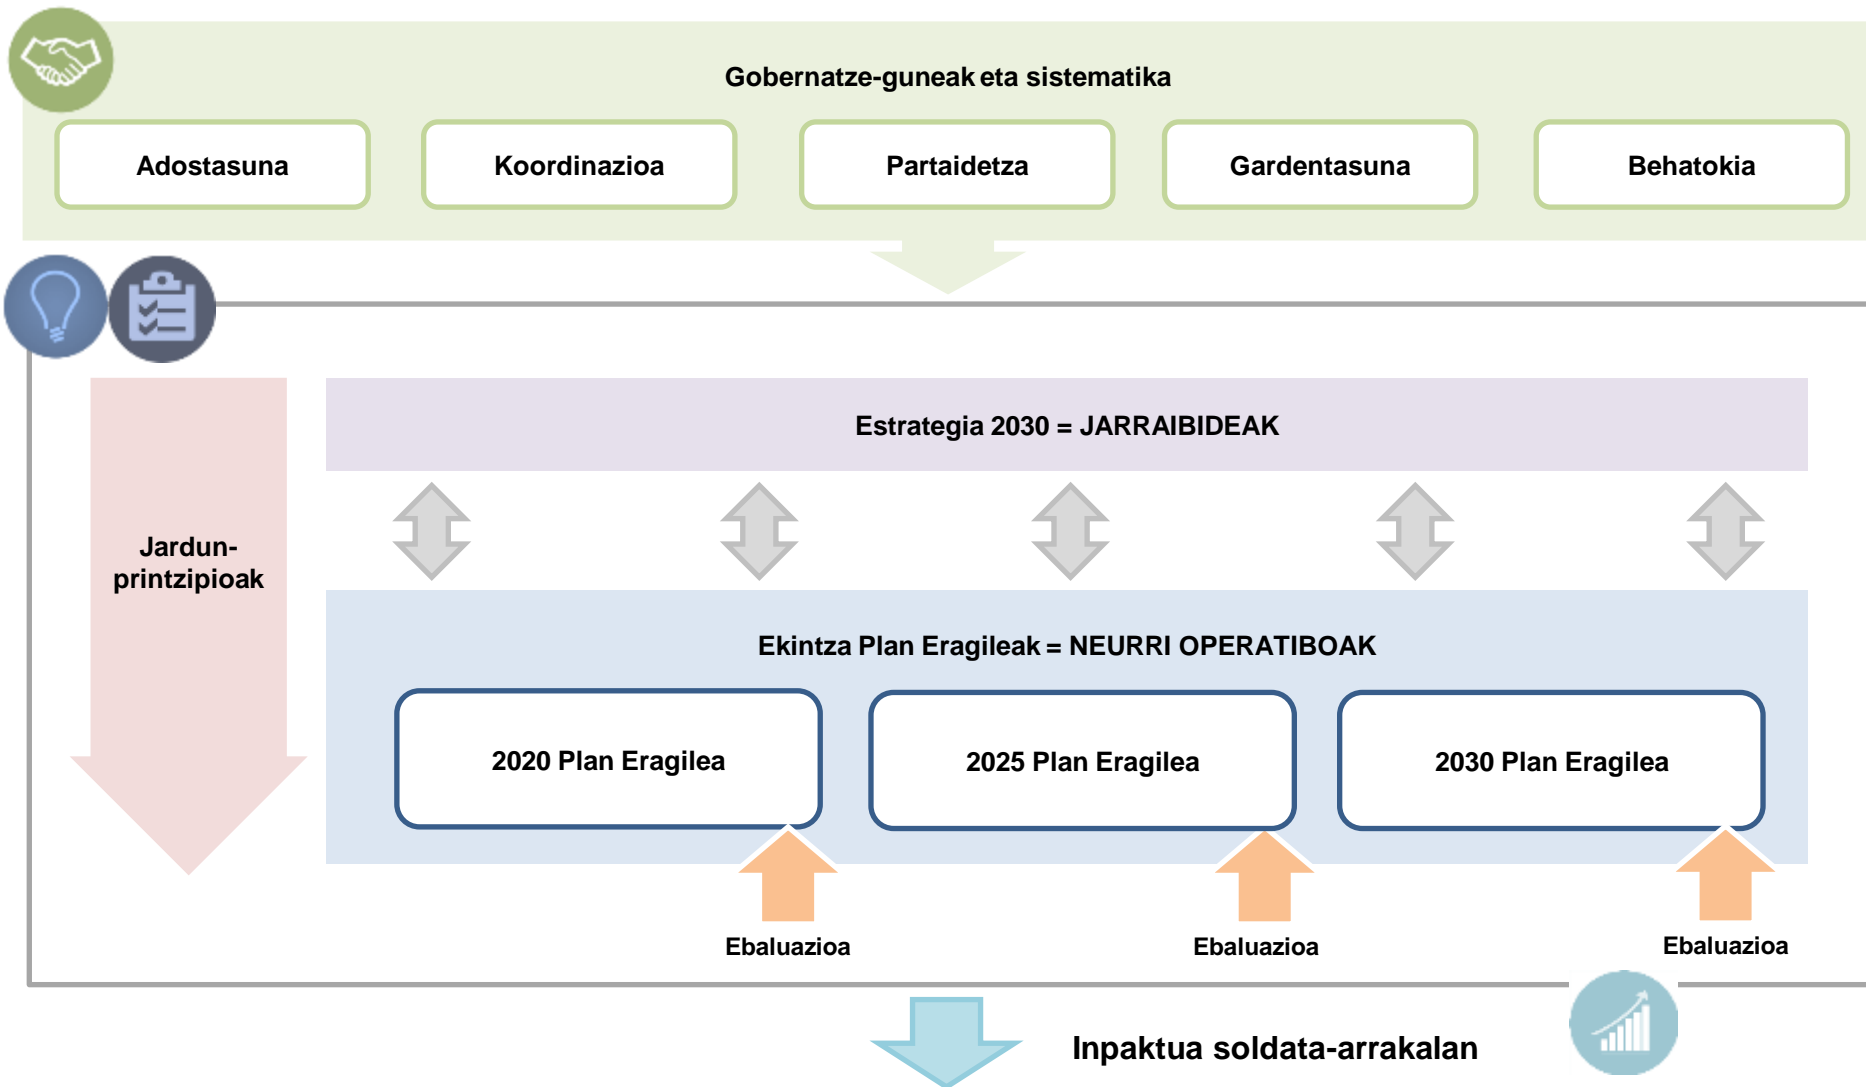 Gobernatze-guneak eta sistematika
Adostasuna
Koordinazioa
Partaidetza
Gardentasuna
Behatokia
Estrategia 2030 = JARRAIBIDEAK
Jardun-
printzipioak
Ekintza Plan Eragileak = NEURRI OPERATIBOAK
2020 Plan Eragilea
2025 Plan Eragilea
2030 Plan Eragilea
Ebaluazioa
Ebaluazioa
Ebaluazioa
Inpaktua soldata-arrakalan